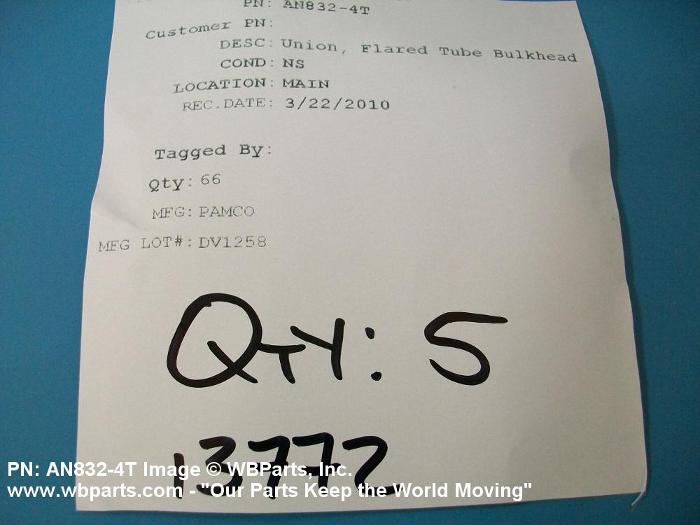 PN: AN832-4T
Customer PN:
DESC: Union, Flared Tube Bulkhead
COND: NS
LOCATION: MAIN
REC.DATE: 3/22/2010
Tagged By:
Qty: 66
MFG: PAMCO
MFG LOT#: DV1258
QTY: 5
13772
PN: AN832-4T Image © WBParts, Inc.
www.wbparts.com - "Our Parts Keep the World Moving"